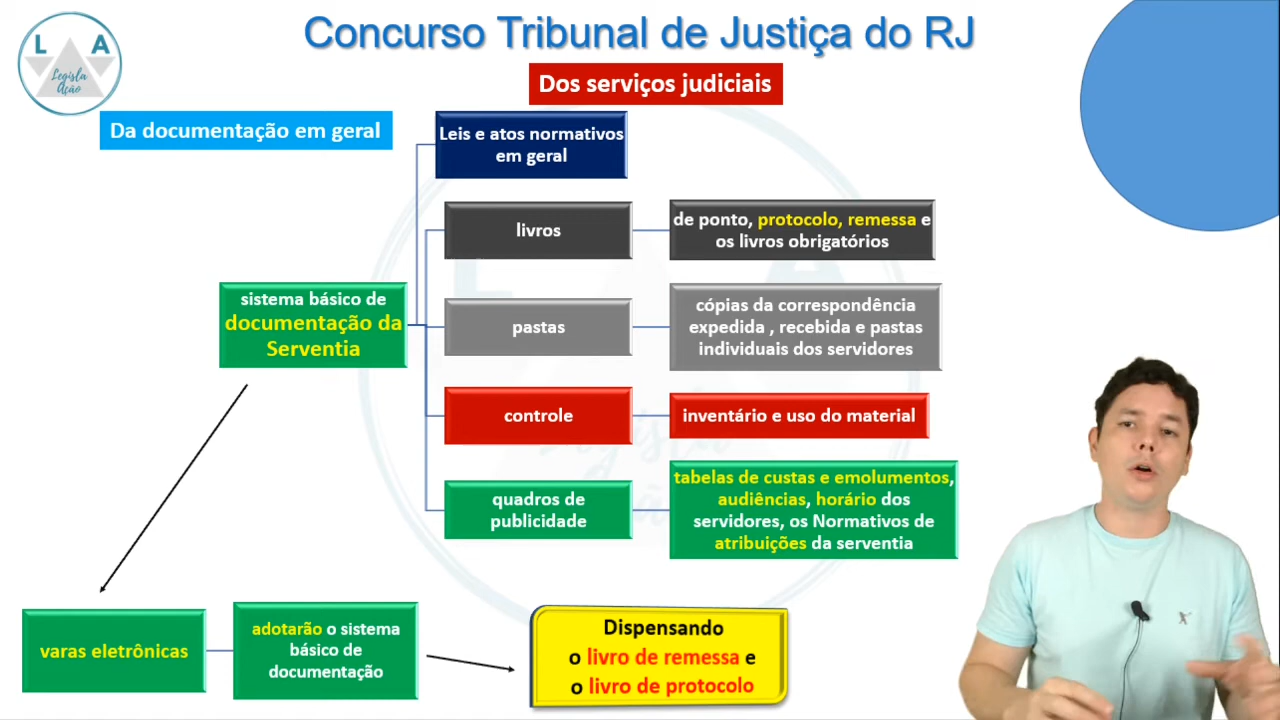 Concurso Tribunal de Justiça do RJ
L A
Legisla
Ação
Dos serviços judiciais
Da documentação em geral
Leis e atos normativos
em geral
livros
de ponto, protocolo, remessa e
os livros obrigatórios
sistema básico de
documentação da
Serventia
pastas
cópias da correspondência
expedida , recebida e pastas
individuais dos servidores
controle
inventário e uso do material
quadros de
publicidade
tabelas de custas e emolumentos,
audiências, horário dos
servidores, os Normativos de
atribuições da serventia
varas eletrônicas
adotarão o sistema
básico de
documentação
Dispensando
o livro de remessa e
o livro de protocolo